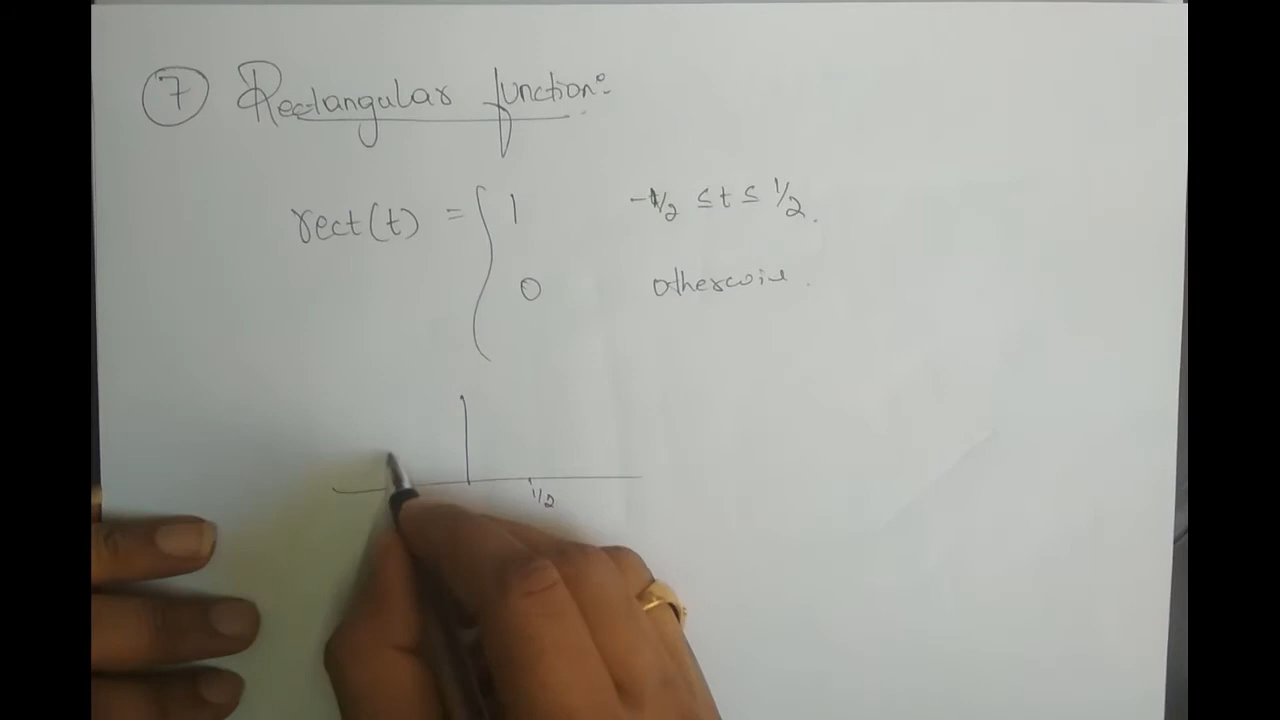 7 Rectangular function:
rect(t) = { 1 -1/2 ≤ t ≤ 1/2.
0 otherwise.
1/2